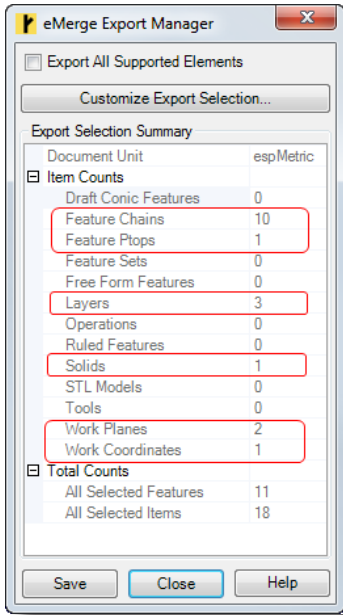 eMerge Export Manager
Export All Supported Elements
Customize Export Selection...
Export Selection Summary
Document Unit espMetric
Item Counts
Draft Conic Features 0
Feature Chains 10
Feature Ptops 1
Feature Sets 0
Free Form Features 0
Layers 3
Operations 0
Ruled Features 0
Solids 1
STL Models 0
Tools 0
Work Planes 2
Work Coordinates 1
Total Counts
All Selected Features 11
All Selected Items 18
Save Close Help